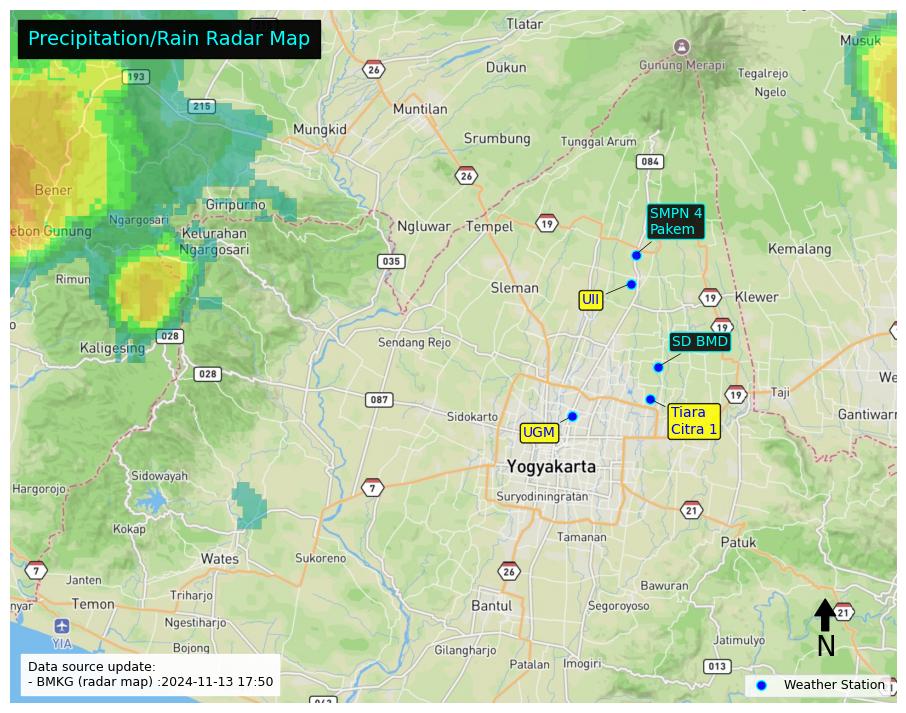 Precipitation/Rain Radar Map
Tlatar
Musuk
26
193
Gunung Merapi
Dukun
Tegalrejo
Ngelo
215
Muntilan
Mungkid
Srumbung
Tunggal Arum
084
26
Bener
Giripurno
SMPN 4
Pakem
Ngargosari
ebon Gunung
Kelurahan
Ngargosari
Ngluwar
Tempel
19
Kemalang
035
Rimun
Sleman
UII
19
Klewer
19
028
Kaligesing
Sendang Rejo
SD BMD
028
087
19
Taji
We
Sidokarto
Tiara
Citra 1
Gantiwarn
UGM
Yogyakarta
Sidowayah
Hargorojo
7
Suryodiningratan
21
Kokap
Tamanan
Patuk
Wates
Sukoreno
7
26
Janten
Bawuran
Triharjo
nyar
Temon
Bantul
Segoroyoso
21
Ngestiharjo
YIA
Jatimulyo
N
Bojong
Gilangharjo
Patalan
Imogiri
013
Data source update:
- BMKG (radar map) :2024-11-13 17:50
Weather Station